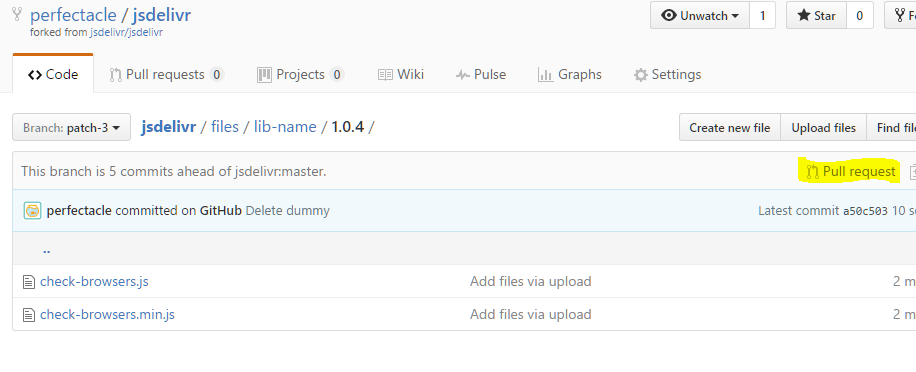 perfectacle / jsdelivr
forked from jsdelivr/jsdelivr
Unwatch 1 Star 0
Code Pull requests 0 Projects 0 Wiki Pulse Graphs Settings
Branch: patch-3 jsdelivr / files / lib-name / 1.0.4 / Create new file Upload files
This branch is 5 commits ahead of jsdelivr:master. Pull request
perfectacle committed on GitHub Delete dummy Latest commit a50c503 10
..
check-browsers.js Add files via upload 2
check-browsers.min.js Add files via upload 2